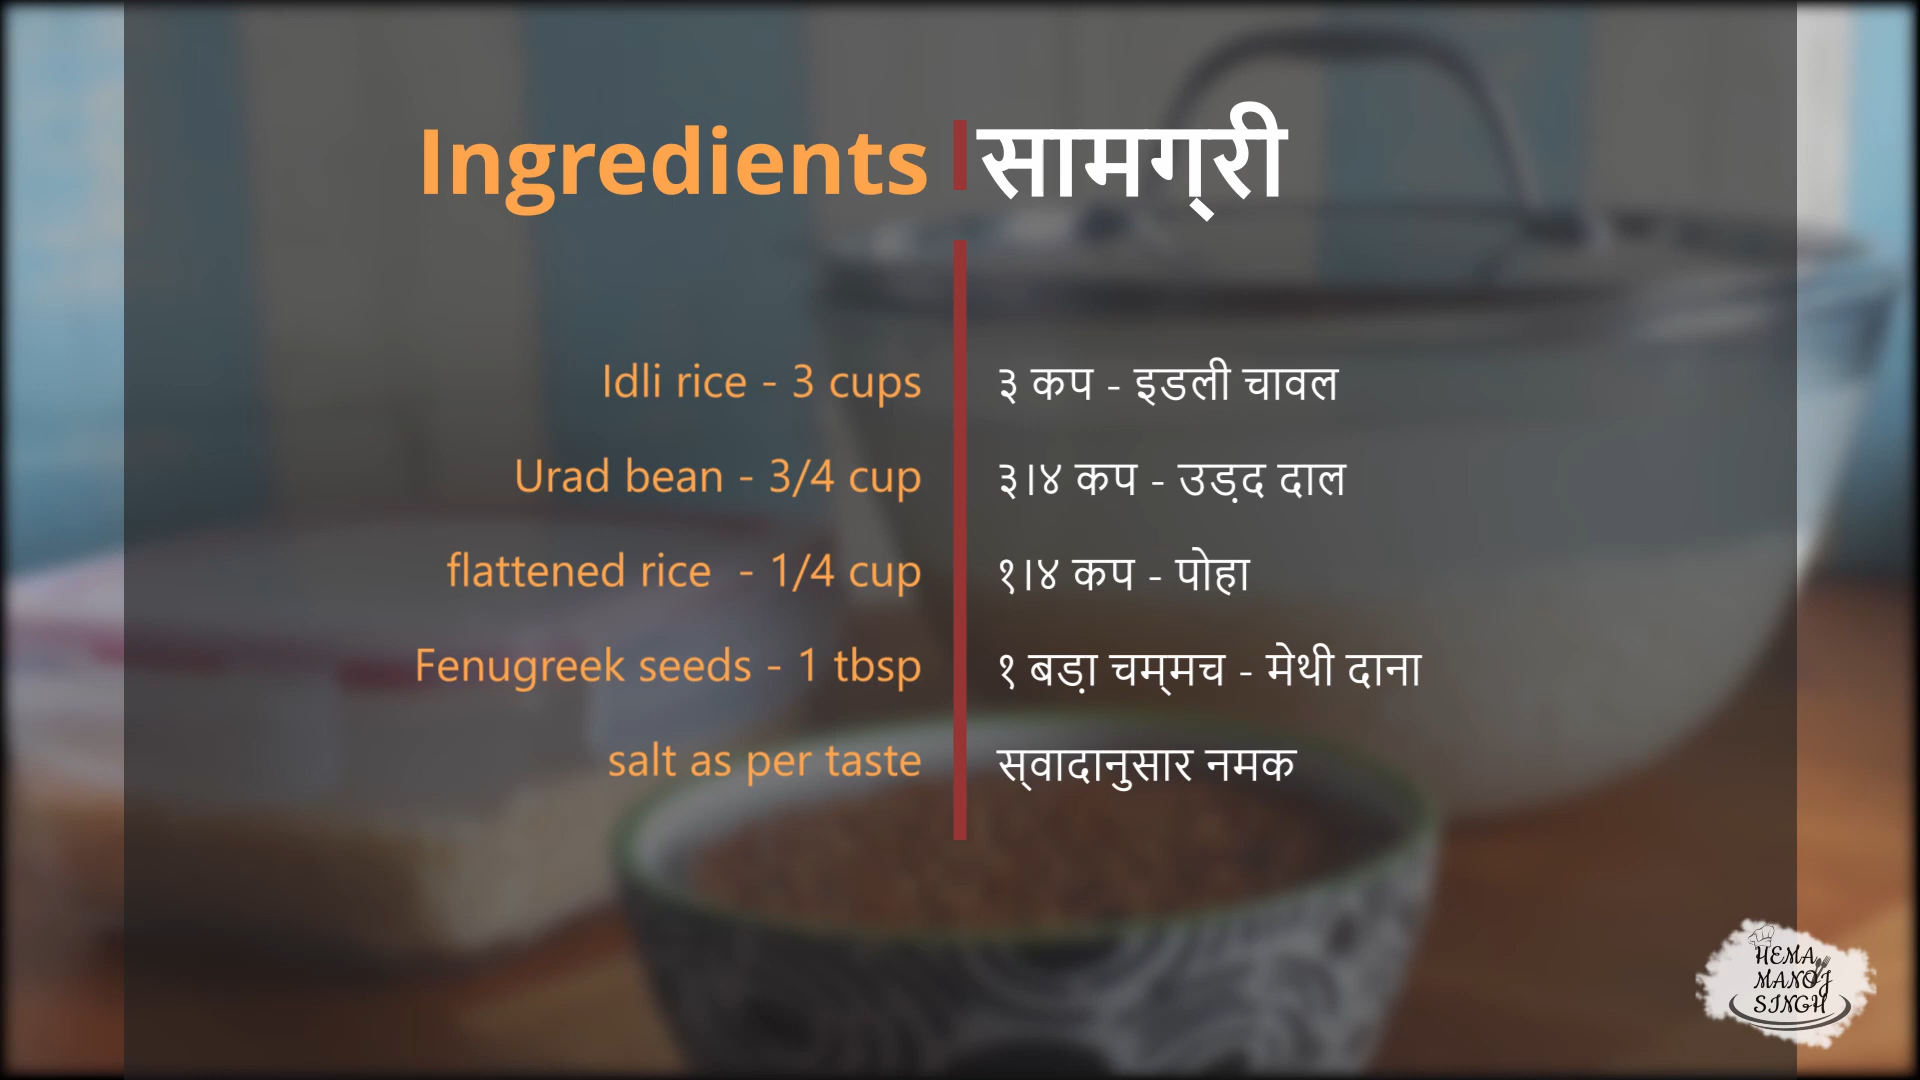 Ingredients सामग्री
Idli rice - 3 cups
Urad bean - 3/4 cup
flattened rice - 1/4 cup
Fenugreek seeds - 1 tbsp
salt as per taste
३ कप - इडली चावल
३।४ कप - उड़द दाल
१।४ कप - पोहा
१ बड़ा चम्मच - मेथी दाना
स्वादानुसार नमक
HEMA
MANOJ
SINGH